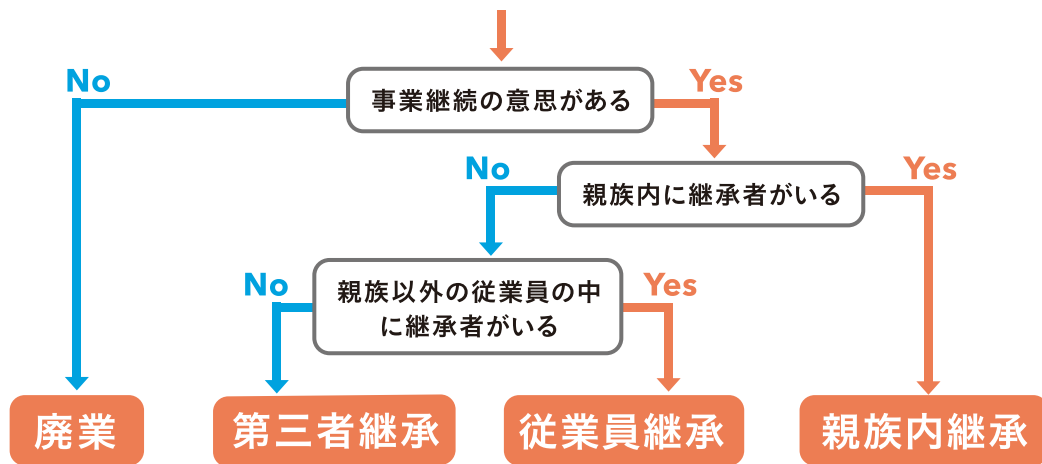 No
事業継続の意思がある
Yes
No
親族内に継承者がいる
Yes
No
親族以外の従業員の中
に継承者がいる
Yes
廃業
第三者継承
従業員継承
親族内継承